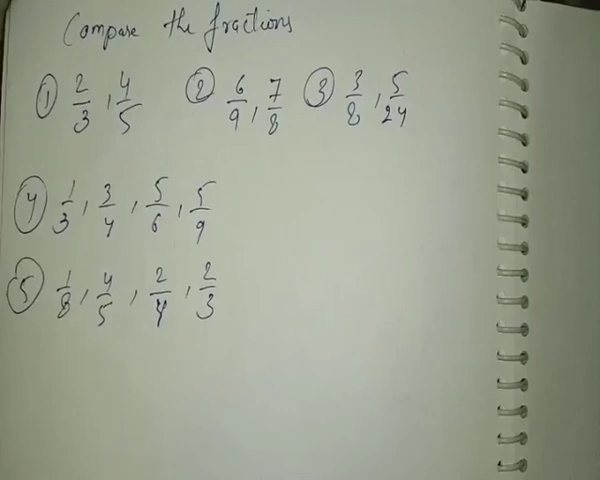 Compare the fractions
① 2/3, 4/5 ② 6/9, 7/8 ③ 3/8, 5/24
④ 1/3, 3/4, 5/6, 5/9
⑤ 1/8, 4/5, 2/4, 2/3